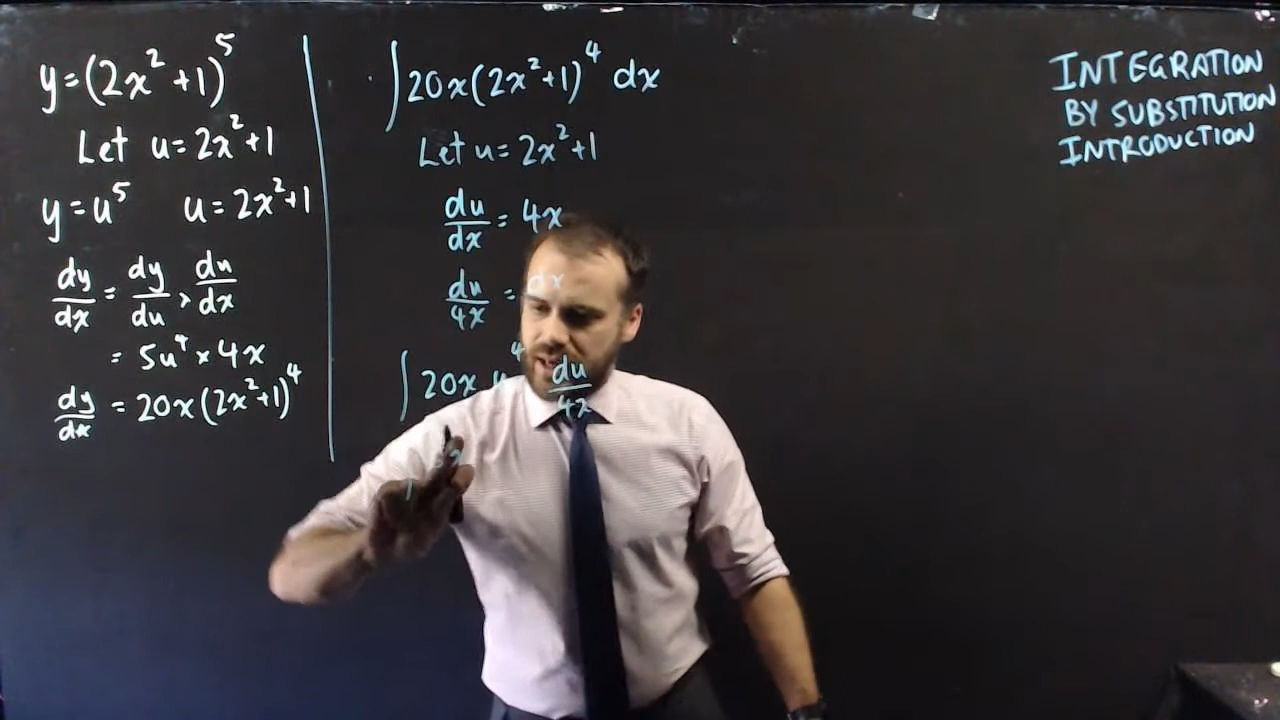 y=(2x²+1)⁵
Let u=2x²+1
y=u⁵ u=2x²+1
dy/dx = dy/du × du/dx
= 5u⁴ × 4x
dy/dx = 20x(2x²+1)⁴
∫20x(2x²+1)⁴ dx
Let u=2x²+1
du/dx = 4x
du/4x = dx
∫20x u⁴ du/4x
INTEGRATION
BY SUBSTITUTION
INTRODUCTION